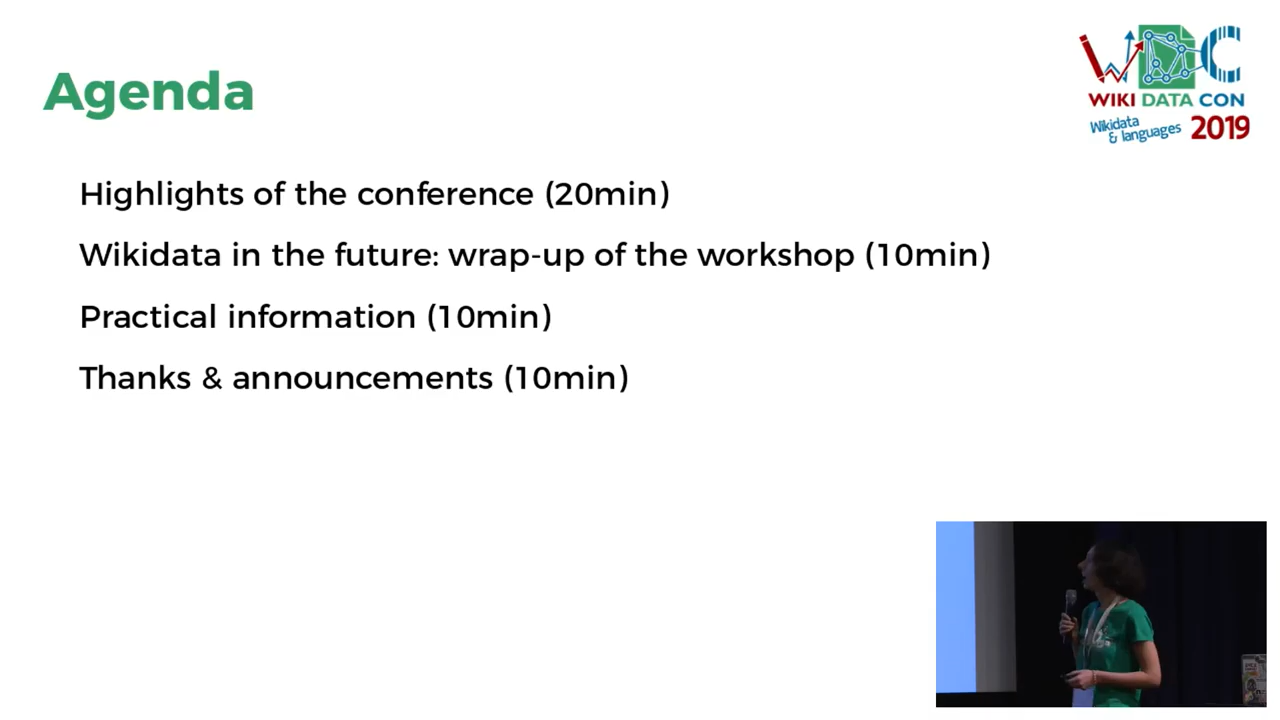 Agenda
WIKI DATA CON
Wikidata
& languages 2019
Highlights of the conference (20min)
Wikidata in the future: wrap-up of the workshop (10min)
Practical information (10min)
Thanks & announcements (10min)